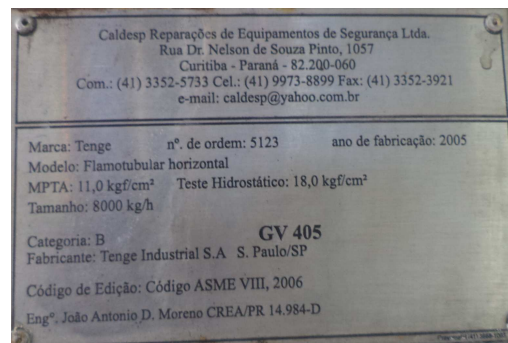 Caldesp Reparações de Equipamentos de Segurança Ltda.
Rua Dr. Nelson de Souza Pinto, 1057
Curitiba - Paraná - 82.200-060
Com.: (41) 3352-5733 Cel.: (41) 9973-8899 Fax: (41) 3352-3921
e-mail: caldesp@yahoo.com.br
Marca: Tenge nº. de ordem: 5123 ano de fabricação: 2005
Modelo: Flamotubular horizontal
MPTA: 11,0 kgf/cm² Teste Hidrostático: 18,0 kgf/cm²
Tamanho: 8000 kg/h
Categoria: B GV 405
Fabricante: Tenge Industrial S.A S. Paulo/SP
Código de Edição: Código ASME VIII, 2006
Engº. João Antonio D. Moreno CREA/PR 14.984-D